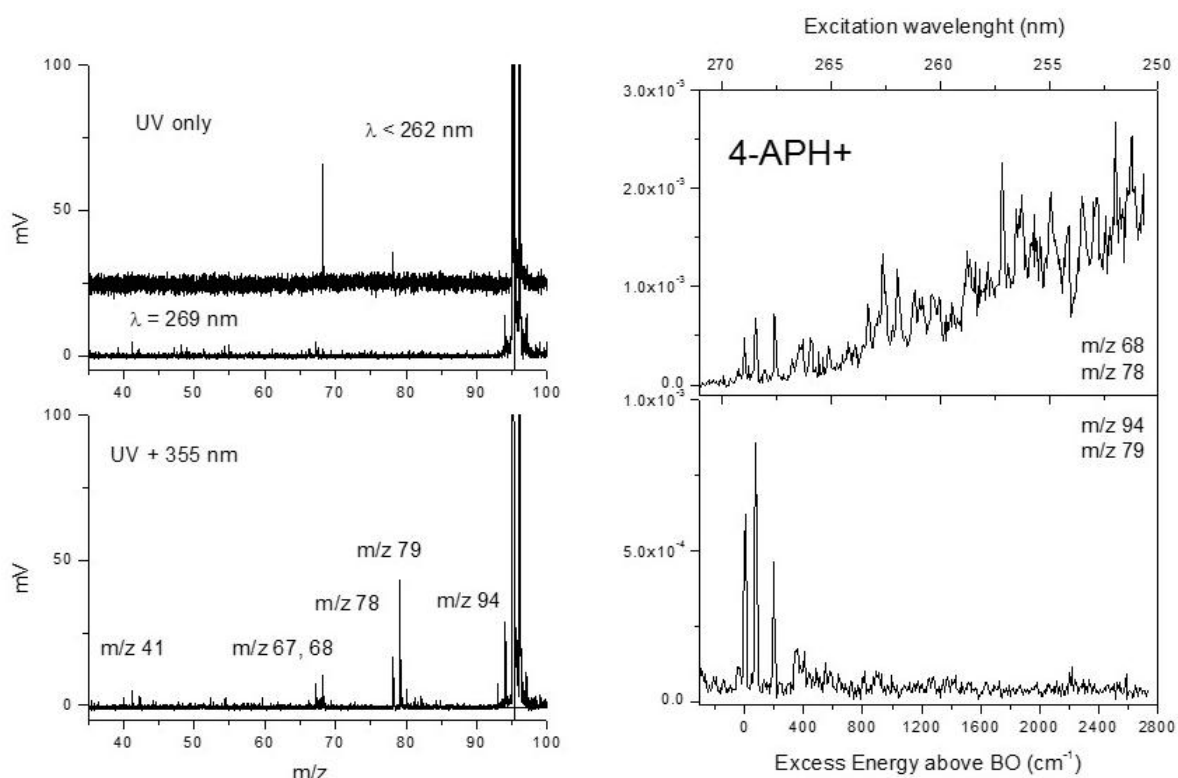 100
UV only
λ < 262 nm
mV
50
λ = 269 nm
0
40 50 60 70 80 90 100
100
UV + 355 nm
mV
50
m/z 79
m/z 78
m/z 94
m/z 41
m/z 67, 68
0
40 50 60 70 80 90 100
m/z
Excitation wavelenght (nm)
270 265 260 255 250
3.0x10⁻³
4-APH+
2.0x10⁻³
1.0x10⁻³
m/z 68
m/z 78
0.0
1.0x10⁻³
m/z 94
m/z 79
5.0x10⁻⁴
0.0
0 400 800 1200 1600 2000 2400 2800
Excess Energy above BO (cm⁻¹)